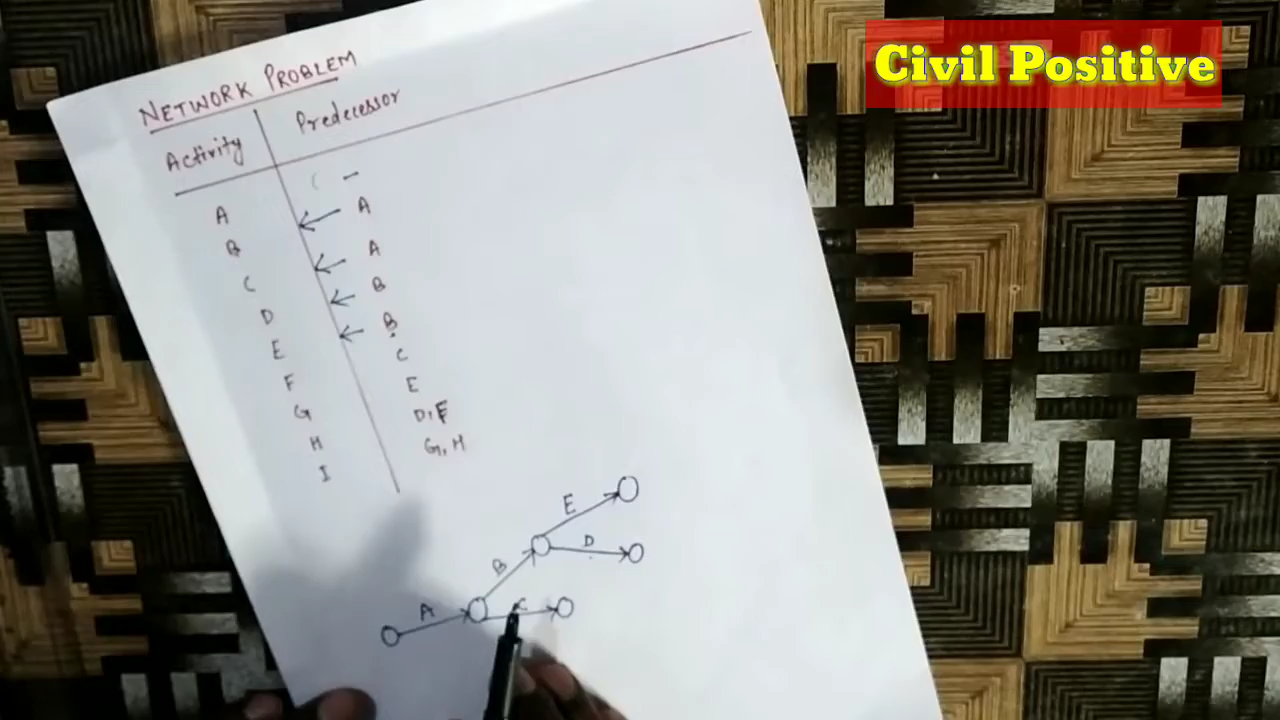 Civil Positive
NETWORK PROBLEM
Activity Predecessor
A -
B A
C A
D B
E B
F C
G E
H D, F
I G, H
E
D
B
A
C